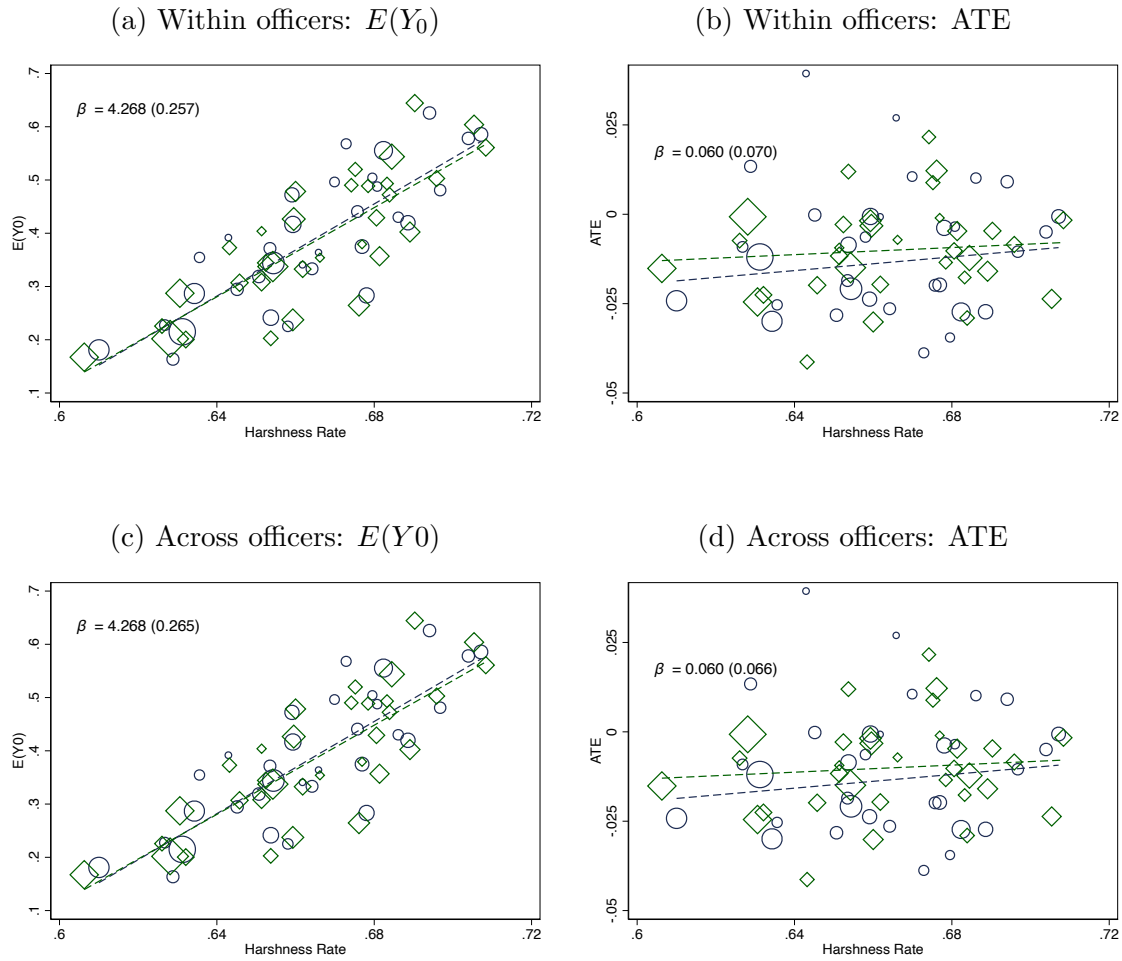 (a) Within officers: E(Y₀)
(b) Within officers: ATE
.7
.6
.5
.4
.3
.2
.1
E(Y0)
β = 4.268 (0.257)
.6
.64
.68
.72
Harshness Rate
.025
0
-.025
-.05
ATE
β = 0.060 (0.070)
.6
.64
.68
.72
Harshness Rate
(c) Across officers: E(Y0)
(d) Across officers: ATE
.7
.6
.5
.4
.3
.2
.1
E(Y0)
β = 4.268 (0.265)
.6
.64
.68
.72
Harshness Rate
.025
0
-.025
-.05
ATE
β = 0.060 (0.066)
.6
.64
.68
.72
Harshness Rate